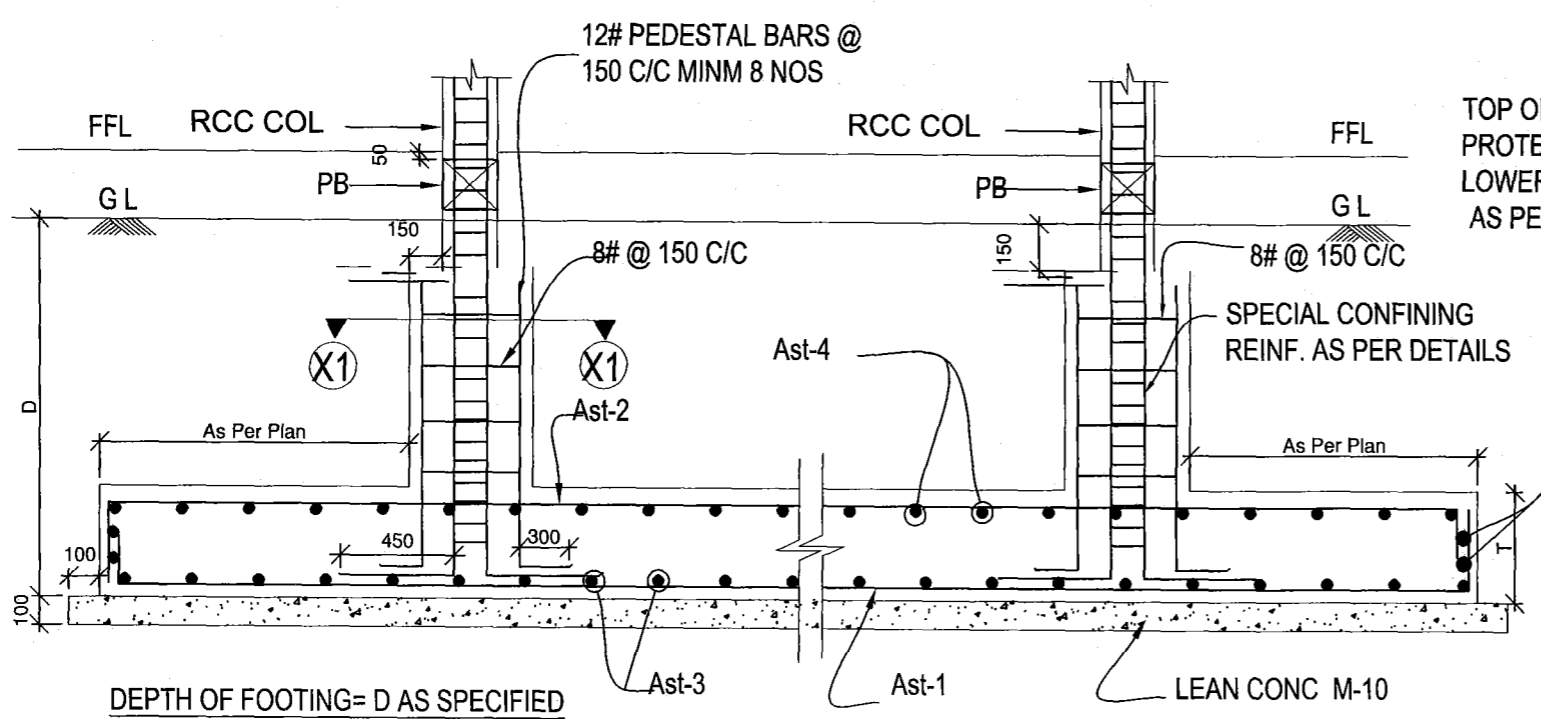 12# PEDESTAL BARS @
150 C/C MINM 8 NOS
FFL
RCC COL
RCC COL
FFL
TOP
PROTE
LOWER
AS PE
50
PB
PB
G L
G L
150
150
8# @ 150 C/C
8# @ 150 C/C
SPECIAL CONFINING
REINF. AS PER DETAILS
X1
X1
Ast-4
D
Ast-2
As Per Plan
As Per Plan
450
300
100
T
100
Ast-3
Ast-1
LEAN CONC M-10
DEPTH OF FOOTING= D AS SPECIFIED